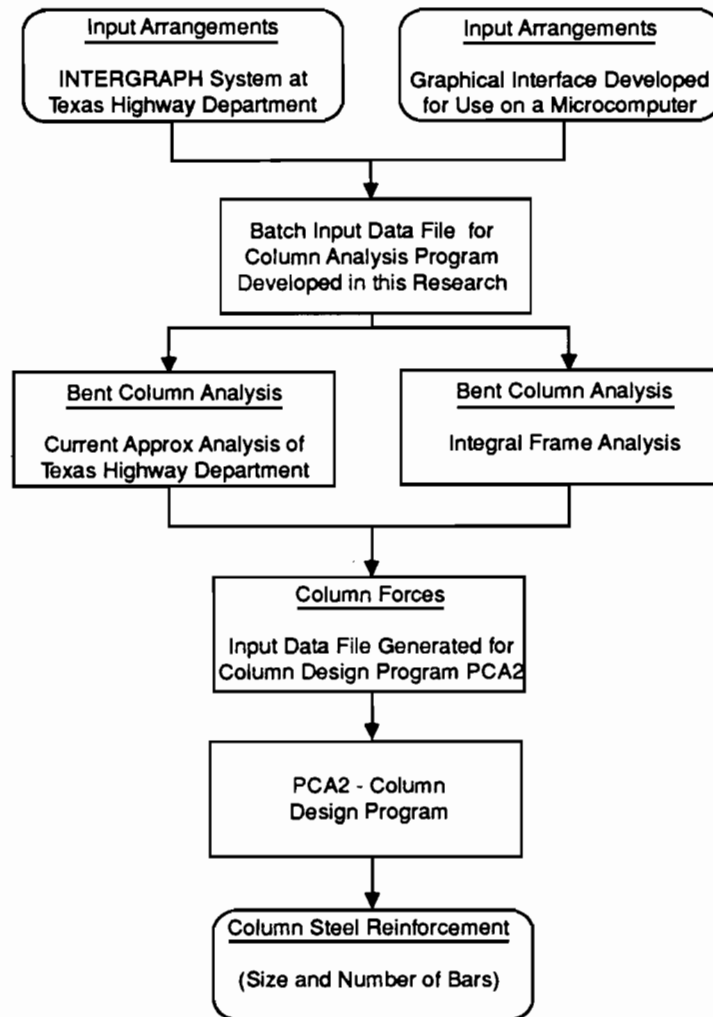 Input Arrangements
INTERGRAPH System at
Texas Highway Department
Input Arrangements
Graphical Interface Developed
for Use on a Microcomputer
Batch Input Data File for
Column Analysis Program
Developed in this Research
Bent Column Analysis
Current Approx Analysis of
Texas Highway Department
Bent Column Analysis
Integral Frame Analysis
Column Forces
Input Data File Generated for
Column Design Program PCA2
PCA2 - Column
Design Program
Column Steel Reinforcement
(Size and Number of Bars)